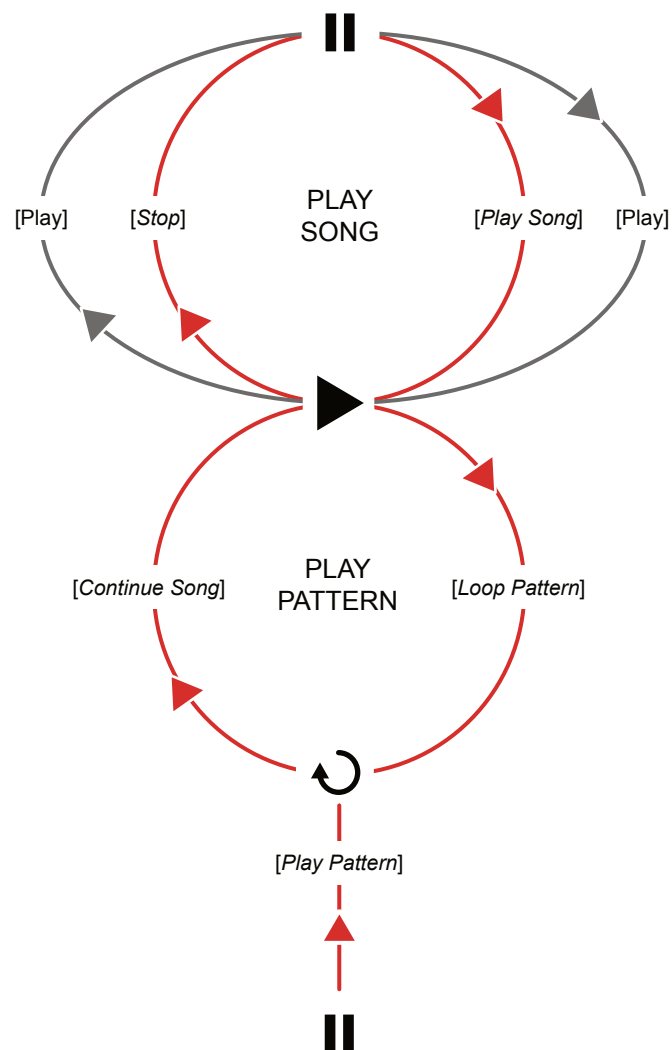 PLAY
SONG
[Play]
[Stop]
[Play Song]
[Play]
PLAY
PATTERN
[Continue Song]
[Loop Pattern]
[Play Pattern]